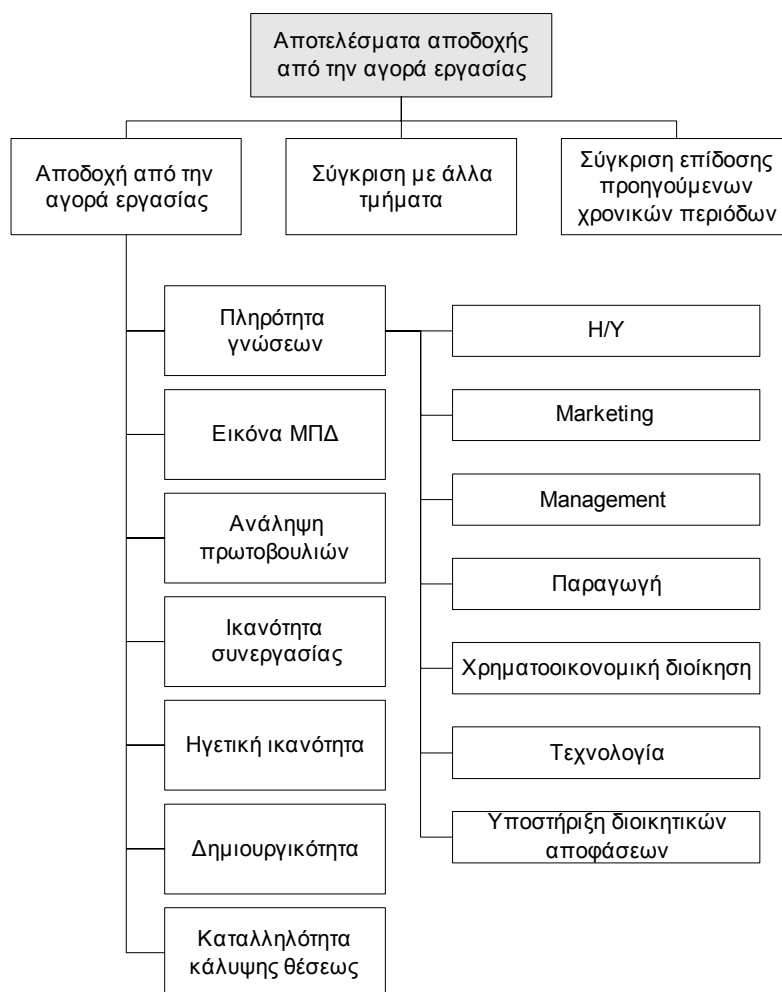 Αποτελέσματα αποδοχής
από την αγορά εργασίας
Αποδοχή από την
αγορά εργασίας
Σύγκριση με άλλα
τμήματα
Σύγκριση επίδοσης
προηγούμενων
χρονικών περιόδων
Πληρότητα
γνώσεων
Εικόνα ΜΠΔ
Ανάληψη
πρωτοβουλιών
Ικανότητα
συνεργασίας
Ηγετική ικανότητα
Δημιουργικότητα
Καταλληλότητα
κάλυψης θέσεως
Η/Υ
Marketing
Management
Παραγωγή
Χρηματοοικονομική διοίκηση
Τεχνολογία
Υποστήριξη διοικητικών
αποφάσεων